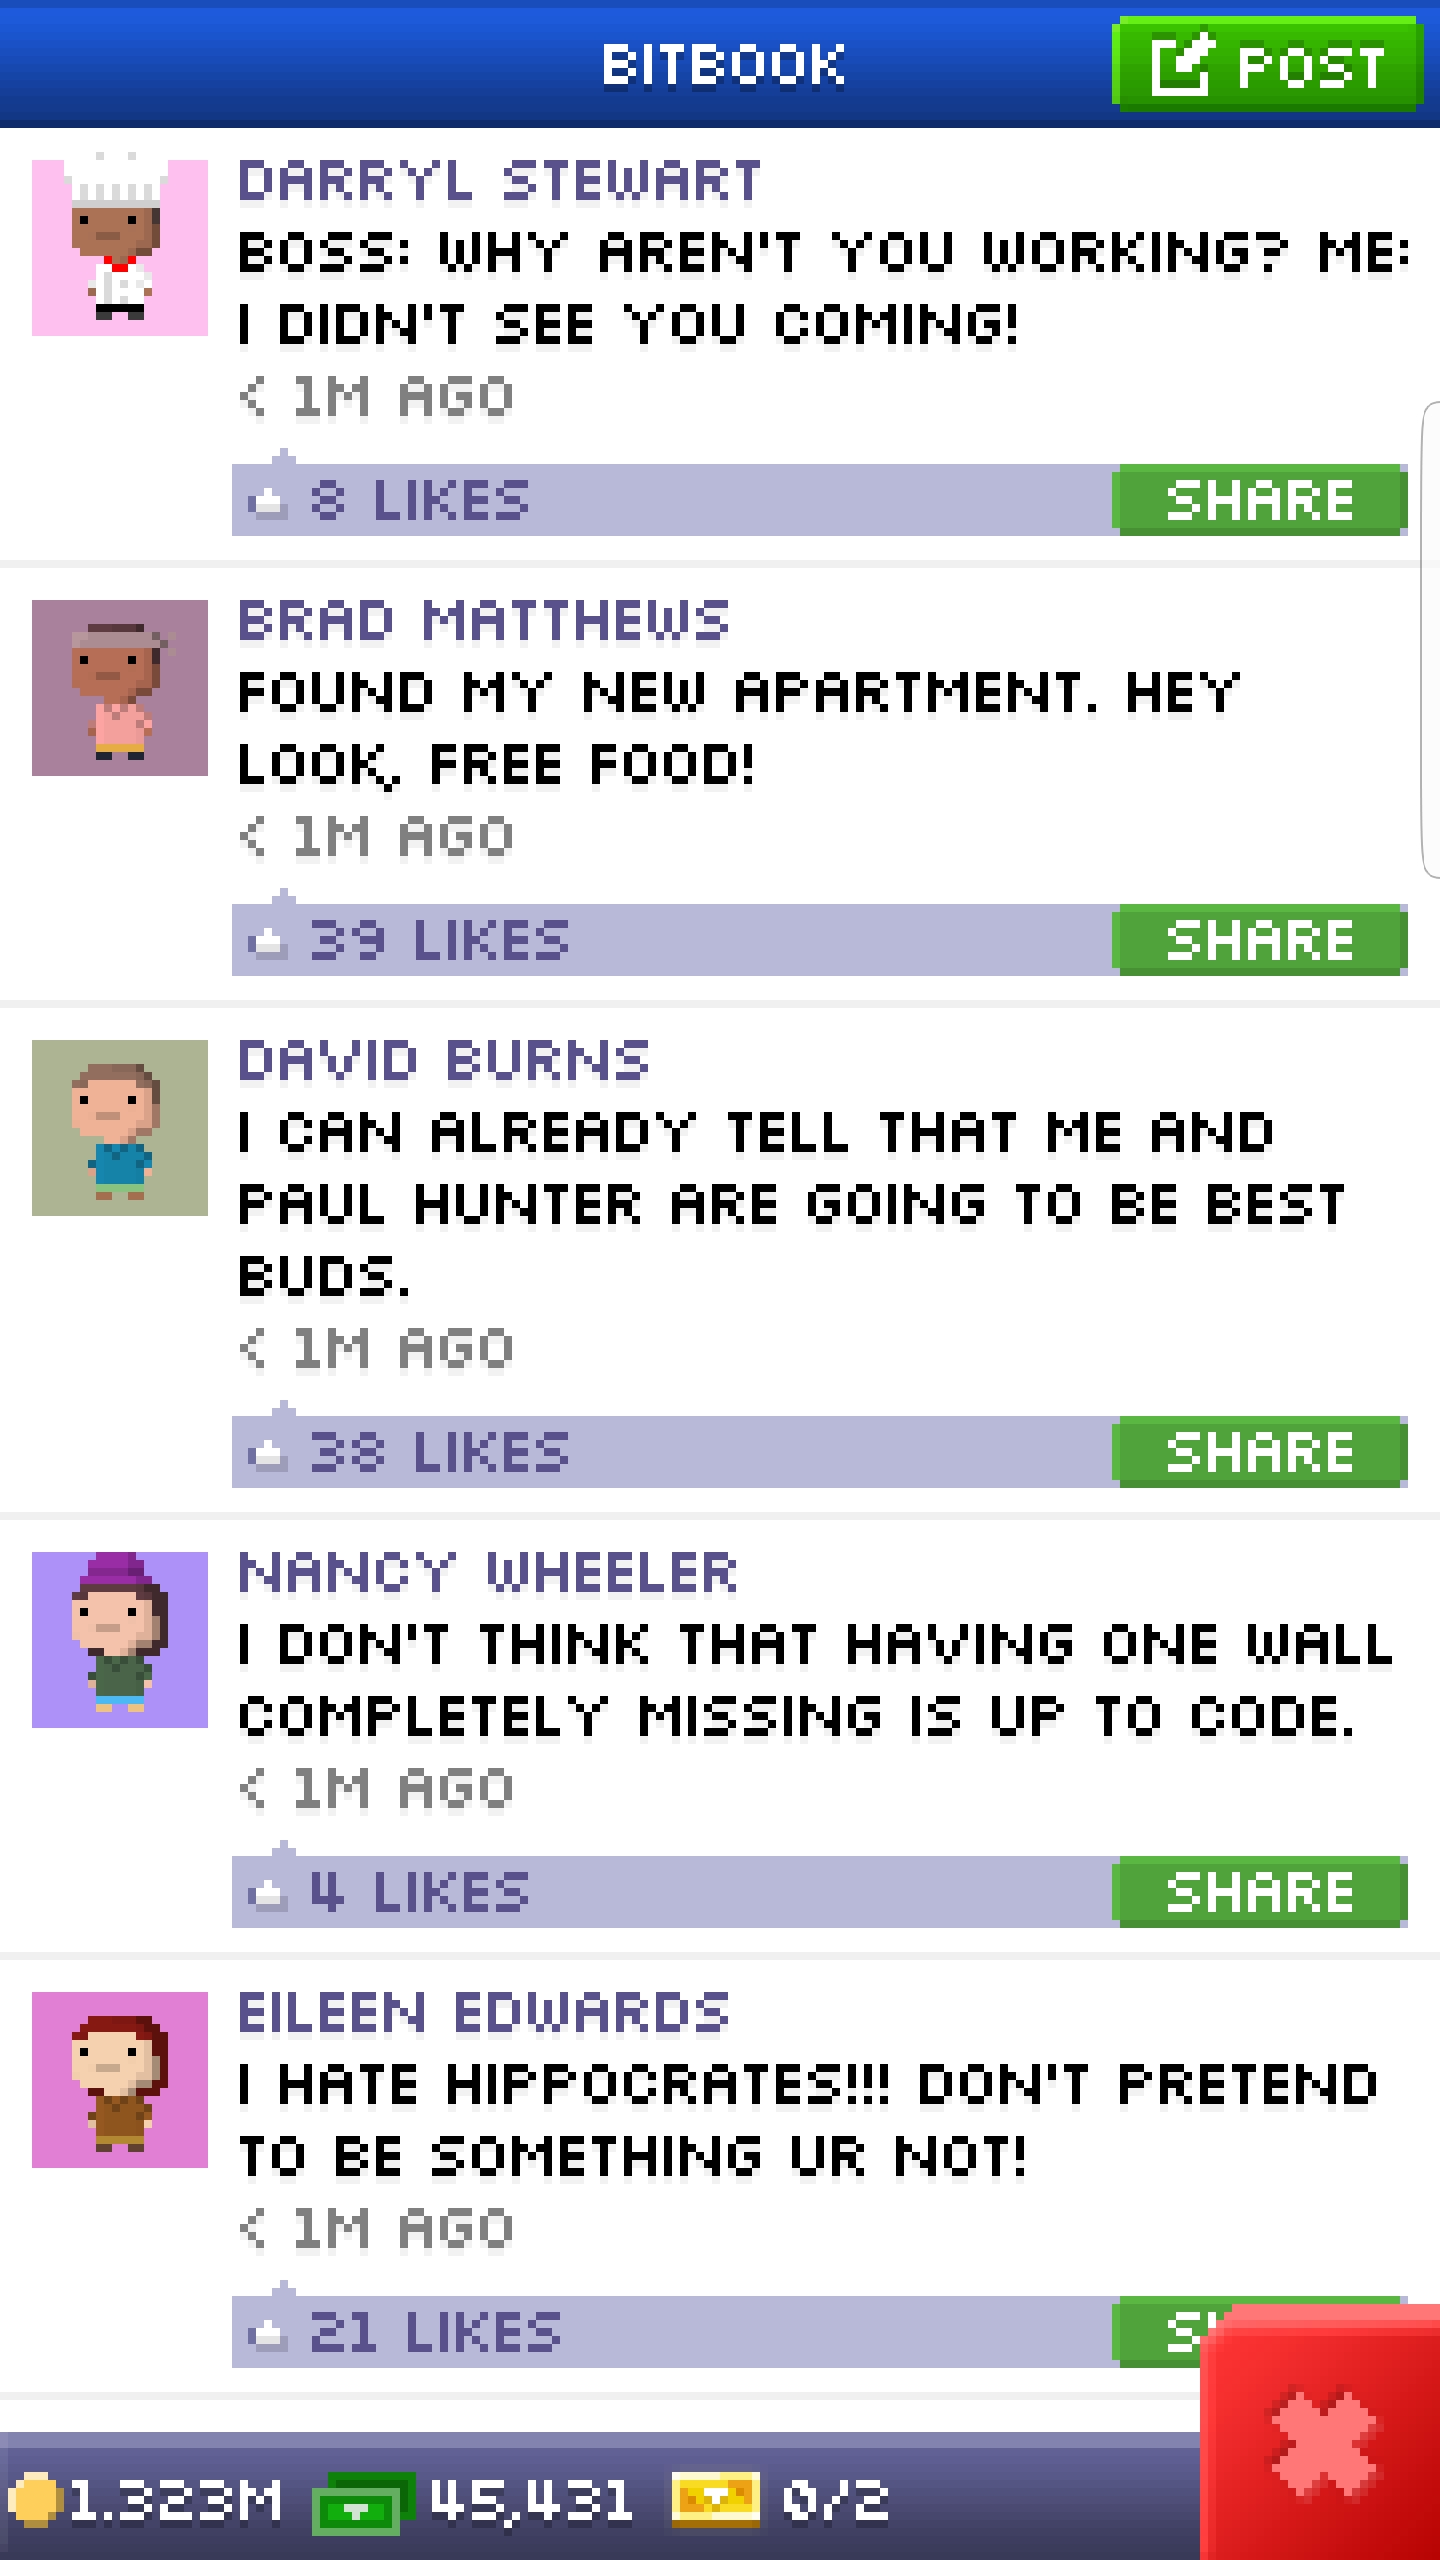 BITBOOK
POST
DARRYL STEWART
BOSS: WHY AREN'T YOU WORKING? ME:
I DIDN'T SEE YOU COMING!
< 1M AGO
8 LIKES
SHARE
BRAD MATTHEWS
FOUND MY NEW APARTMENT. HEY
LOOK, FREE FOOD!
< 1M AGO
39 LIKES
SHARE
DAVID BURNS
I CAN ALREADY TELL THAT ME AND
PAUL HUNTER ARE GOING TO BE BEST
BUDS.
< 1M AGO
38 LIKES
SHARE
NANCY WHEELER
I DON'T THINK THAT HAVING ONE WALL
COMPLETELY MISSING IS UP TO CODE.
< 1M AGO
4 LIKES
SHARE
EILEEN EDWARDS
I HATE HIPPOCRATES!!! DON'T PRETEND
TO BE SOMETHING UR NOT!
< 1M AGO
21 LIKES
1.323M
45,431
0/2